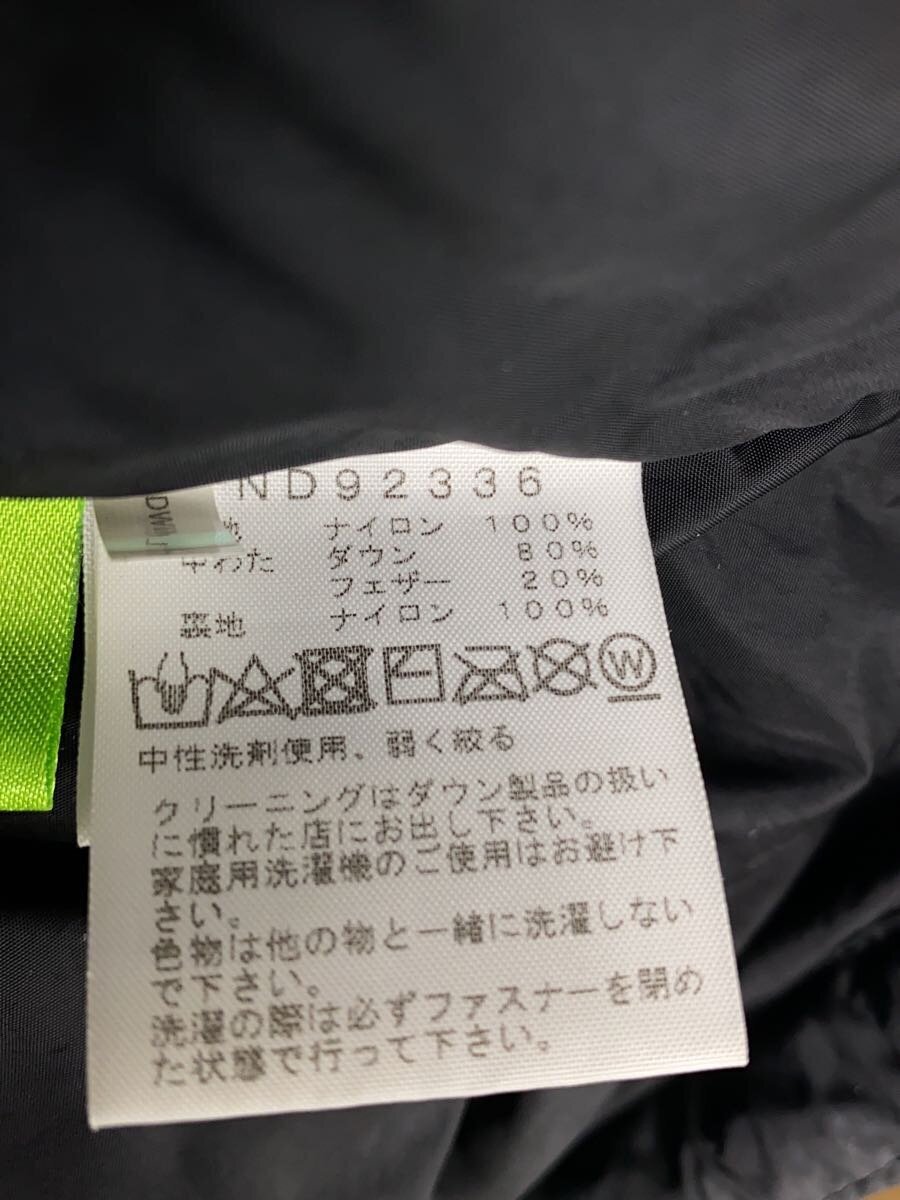 ND92336
地 ナイロン 100%
中わた ダウン 80%
フェザー 20%
裏地 ナイロン 100%
W
中性洗剤使用、弱く絞る
クリーニングはダウン製品の扱い
に慣れた店にお出し下さい。
家庭用洗濯機のご使用はお避け下
さい。
色物は他の物と一緒に洗濯しない
で下さい。
洗濯の際は必ずファスナーを閉め
た状態で行って下さい。